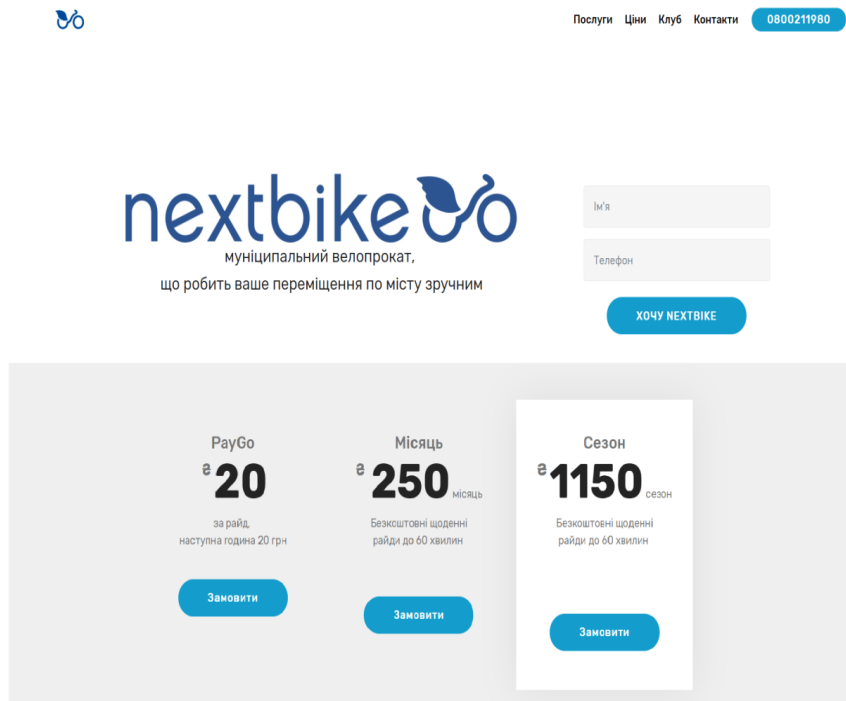 Послуги Ціни Клуб Контакти 0800211980
nextbike
муніципальний велопрокат,
що робить ваше переміщення по місту зручним
Ім'я
Телефон
ХОЧУ NEXTBIKE
PayGo
₴ 20
за райд,
наступна година 20 грн
Замовити
Місяць
₴ 250 місяць
Безкоштовні щоденні
райди до 60 хвилин
Замовити
Сезон
₴ 1150 сезон
Безкоштовні щоденні
райди до 60 хвилин
Замовити